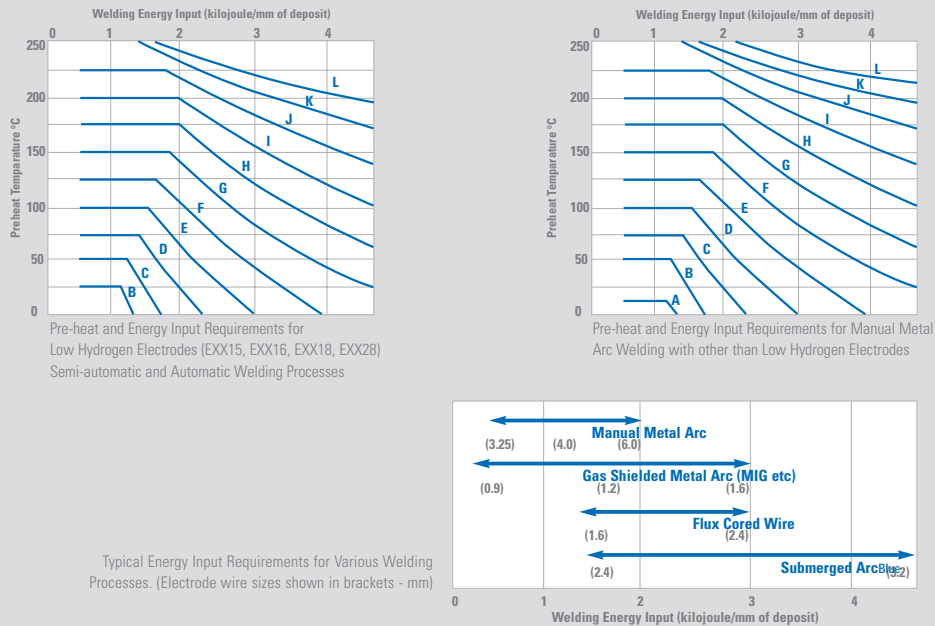 Welding Energy Input (kilojoule/mm of deposit)
0 1 2 3 4
Preheat Temparature °C
250
200
150
100
50
0
L
K
J
I
H
G
F
E
D
C
B
Pre-heat and Energy Input Requirements for
Low Hydrogen Electrodes (EXX15, EXX16, EXX18, EXX28)
Semi-automatic and Automatic Welding Processes
Welding Energy Input (kilojoule/mm of deposit)
0 1 2 3 4
Preheat Temparature °C
250
200
150
100
50
0
L
K
J
I
H
G
F
E
D
C
B
A
Pre-heat and Energy Input Requirements for Manual Metal
Arc Welding with other than Low Hydrogen Electrodes
Manual Metal Arc
(3.25) (4.0) (6.0)
Gas Shielded Metal Arc (MIG etc)
(0.9) (1.2) (1.6)
Flux Cored Wire
(1.6) (2.4)
Submerged Arc
(2.4)
0 1 2 3 4
Welding Energy Input (kilojoule/mm of deposit)
Typical Energy Input Requirements for Various Welding
Processes. (Electrode wire sizes shown in brackets - mm)